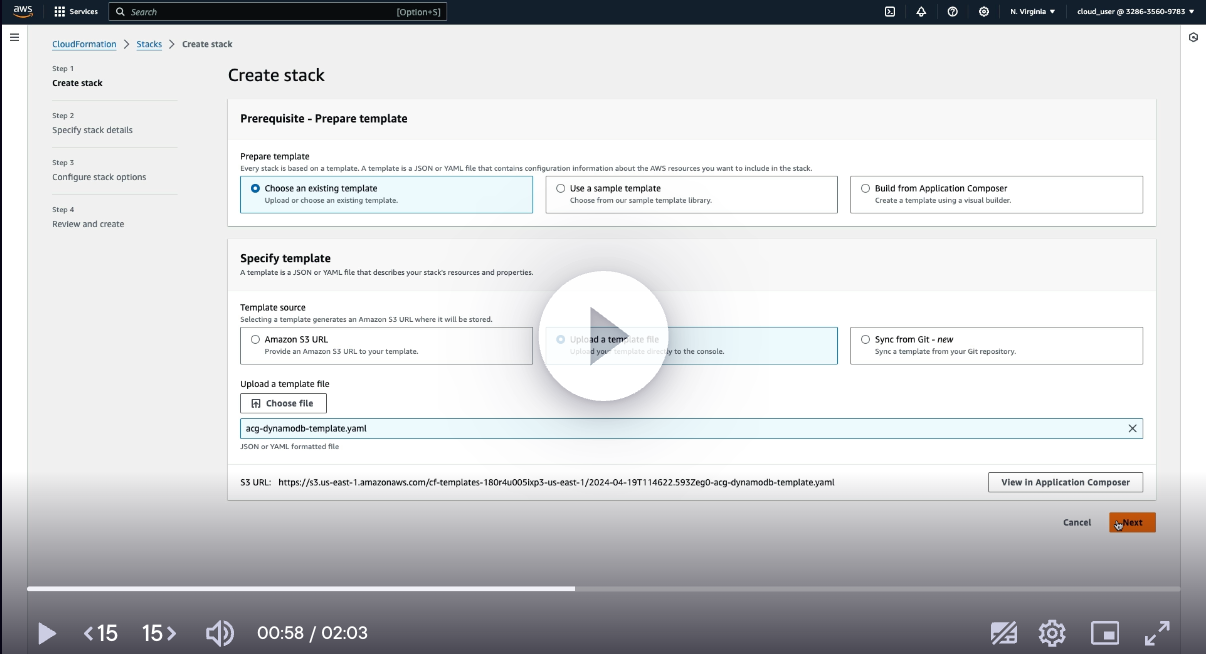 aws Services Search [Option+S] N. Virginia cloud_user @ 3286-3560-9783
CloudFormation Stacks Create stack
Step 1
Create stack
Step 2
Specify stack details
Step 3
Configure stack options
Step 4
Review and create
Create stack
Prerequisite - Prepare template
Prepare template
Every stack is based on a template. A template is a JSON or YAML file that contains configuration information about the AWS resources you want to include in the stack.
Choose an existing template
Upload or choose an existing template.
Use a sample template
Choose from our sample template library.
Build from Application Composer
Create a template using a visual builder.
Specify template
A template is a JSON or YAML file that describes your stack's resources and properties.
Template source
Selecting a template generates an Amazon S3 URL where it will be stored.
Amazon S3 URL
Provide an Amazon S3 URL to your template.
Upload a template file
Upload your template directly to the console.
Sync from Git - new
Sync a template from your Git repository.
Upload a template file
Choose file
acg-dynamodb-template.yaml
JSON or YAML formatted file
S3 URL: https://s3.us-east-1.amazonaws.com/cf-templates-180r4u005ixp3-us-east-1/2024-04-19T114622.593Zeg0-acg-dynamodb-template.yaml
View in Application Composer
Cancel Next
15 15 00:58 / 02:03